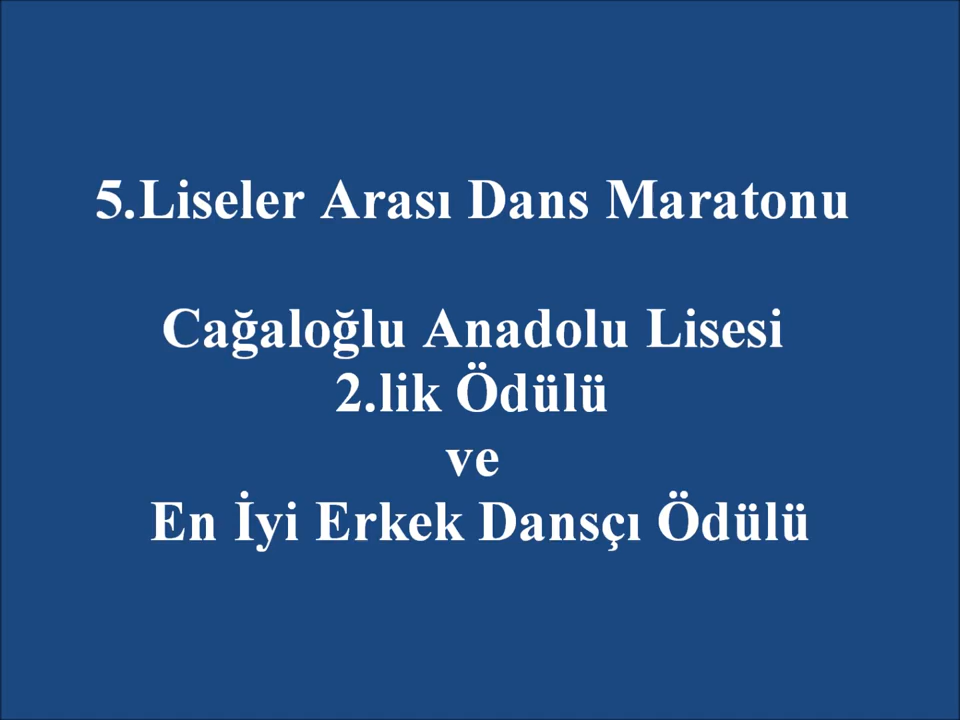 5.Liseler Arası Dans Maratonu
Cağaloğlu Anadolu Lisesi
2.lik Ödülü
ve
En İyi Erkek Dansçı Ödülü